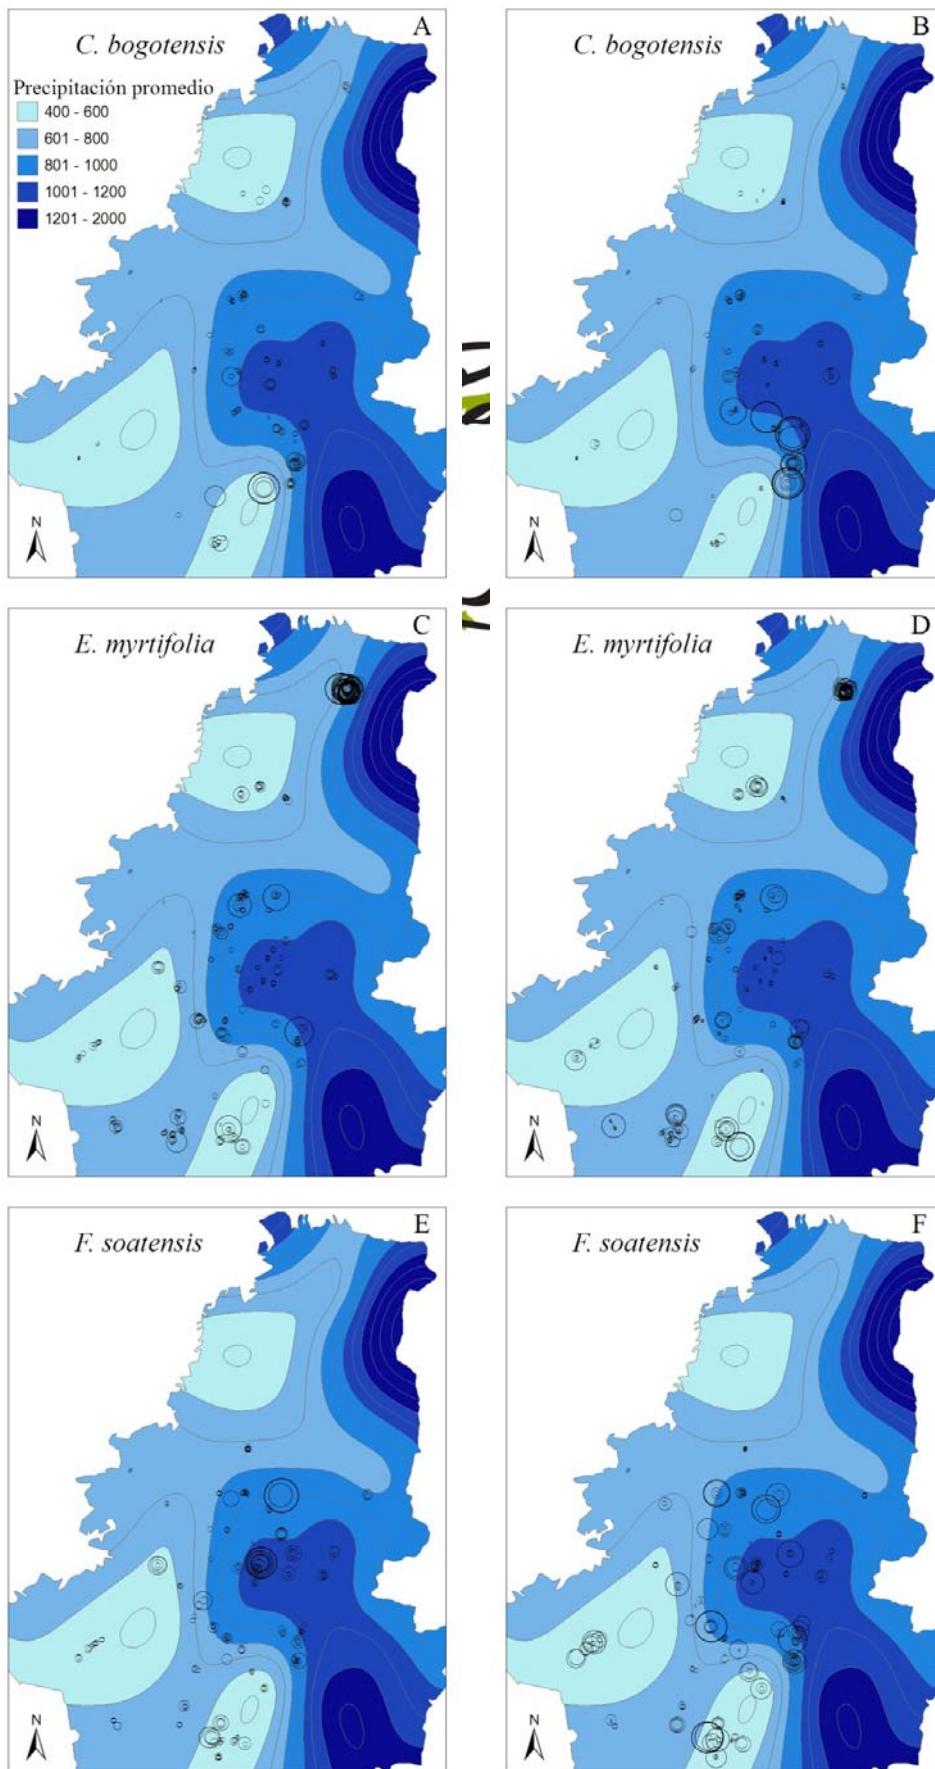 A
C. bogotensis
Precipitación promedio
400 - 600
601 - 800
801 - 1000
1001 - 1200
1201 - 2000
N
B
C. bogotensis
N
C
E. myrtifolia
N
D
E. myrtifolia
N
E
F. soatensis
N
F
F. soatensis
N